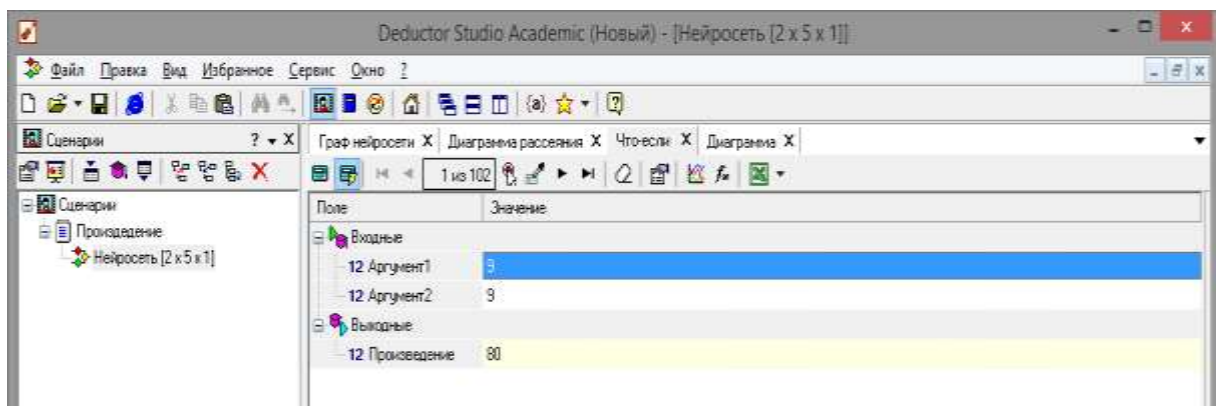 Deductor Studio Academic (Новый) - [Нейросеть [2 x 5 x 1]]
Файл Правка Вид Избранное Сервис Окно ?
Сценарии
Граф нейросети X Диаграмма рассеяния X Что-если X Диаграмма X
1 из 102
Сценарии
Произдедение
Нейросеть [2 x 5 x 1]
Поле Значение
Входные
12 Аргумент1 9
12 Аргумент2 9
Выходные
12 Произведение 80